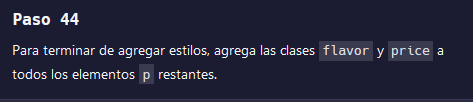 Paso 44
Para terminar de agregar estilos, agrega las clases flavor y price a
todos los elementos p restantes.